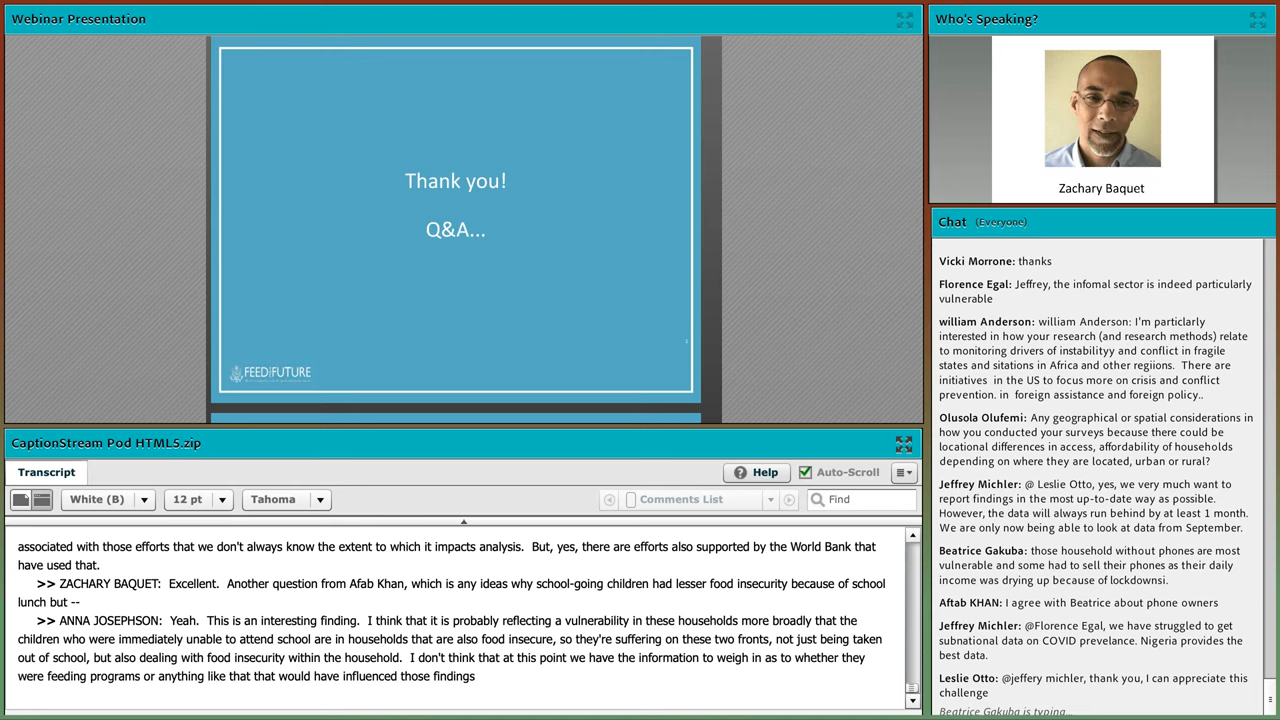 Webinar Presentation
Thank you!
Q&A...
FEED THE FUTURE
Who's Speaking?
Zachary Baquet
Chat (Everyone)
Vicki Morrone: thanks
Florence Egal: Jeffrey, the infomal sector is indeed particularly
vulnerable
william Anderson: william Anderson: I'm particlarly
interested in how your research (and research methods) relate
to monitoring drivers of instabilityy and conflict in fragile
states and sitations in Africa and other regiions. There are
initiatives in the US to focus more on crisis and conflict
prevention. in foreign assistance and foreign policy..
Olusola Olufemi: Any geographical or spatial considerations in
how you conducted your surveys because there could be
locational differences in access, affordability of households
depending on where they are located, urban or rural?
Jeffrey Michler: @ Leslie Otto, yes, we very much want to
report findings in the most up-to-date way as possible.
However, the data will always run behind by at least 1 month.
We are only now being able to look at data from September.
Beatrice Gakuba: those household without phones are most
vulnerable and some had to sell their phones as their daily
income was drying up because of lockdownsi.
Aftab KHAN: I agree with Beatrice about phone owners
Jeffrey Michler: @Florence Egal, we have struggled to get
subnational data on COVID prevelance. Nigeria provides the
best data.
Leslie Otto: @jeffery michler, thank you, I can appreciate this
challenge
Beatrice Gakuba is typing...
CaptionStream Pod HTML5.zip
Transcript
Help
Auto-Scroll
White (B)
12 pt
Tahoma
Comments List
Find
associated with those efforts that we don't always know the extent to which it impacts analysis. But, yes, there are efforts also supported by the World Bank that
have used that.
>> ZACHARY BAQUET: Excellent. Another question from Afab Khan, which is any ideas why school-going children had lesser food insecurity because of school
lunch but --
>> ANNA JOSEPHSON: Yeah. This is an interesting finding. I think that it is probably reflecting a vulnerability in these households more broadly that the
children who were immediately unable to attend school are in households that are also food insecure, so they're suffering on these two fronts, not just being taken
out of school, but also dealing with food insecurity within the household. I don't think that at this point we have the information to weigh in as to whether they
were feeding programs or anything like that that would have influenced those findings